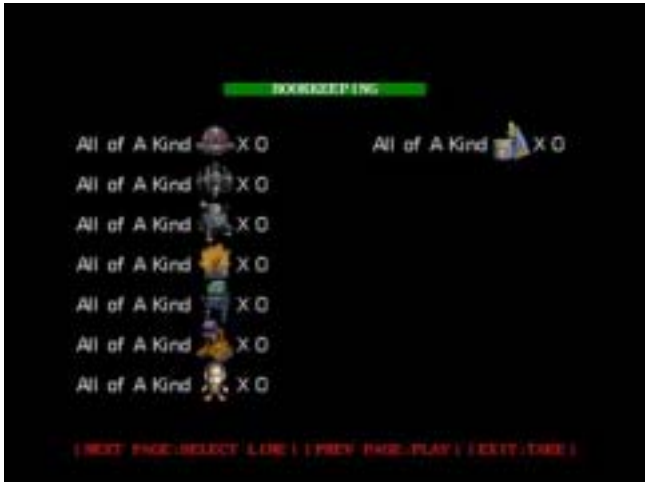 BOOKKEEPING
All of A Kind X 0 All of A Kind X 0
All of A Kind X 0
All of A Kind X 0
All of A Kind X 0
All of A Kind X 0
All of A Kind X 0
All of A Kind X 0
[ NEXT PAGE:SELECT LINE ] [ PREV PAGE:PLAY ] [ EXIT:TAKE ]